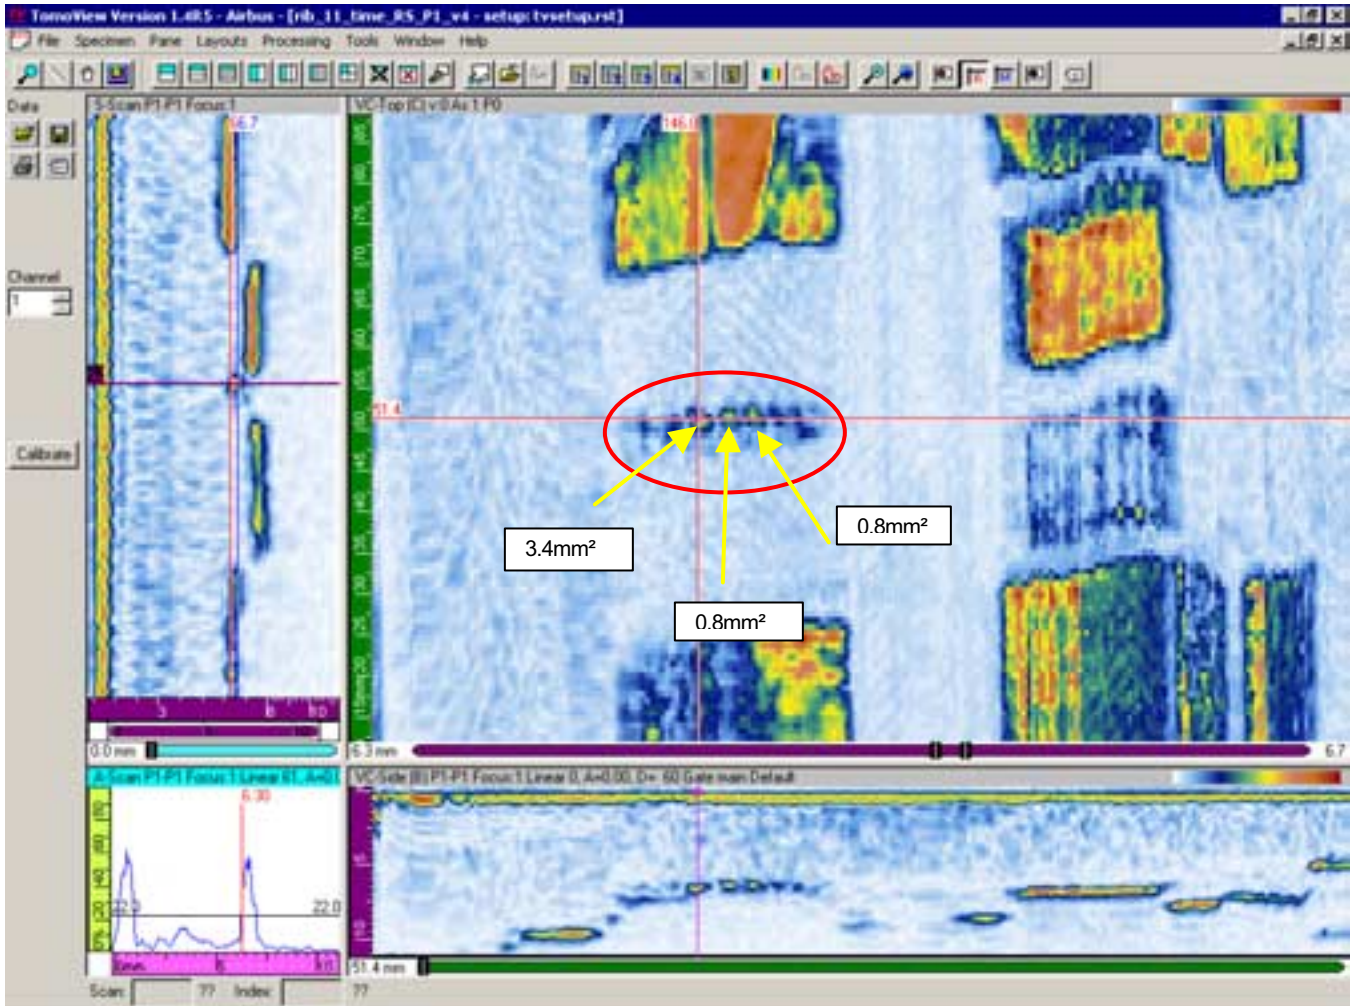 TomoView Version 1.4R5 - Airbus - [rib_11_time_RS_P1_v4 - setup: tvsetup.rst]
File Specimen Pane Layouts Processing Tools Window Help
Data
S-Scan P1-P1 Focus:1
VC-Top (C)
Channel
1
Calibrate
51.4
3.4mm²
0.8mm²
0.8mm²
0.0 mm
6.3 mm
6.7
A-Scan P1-P1 Focus:1 Linear 61, A=0.
VC-Side (B) P1-P1 Focus:1 Linear 0, A=0.00, D= 60 Gate main Default
6.30
22.0
22.0
51.4 mm
Scan: ?? Index: ??